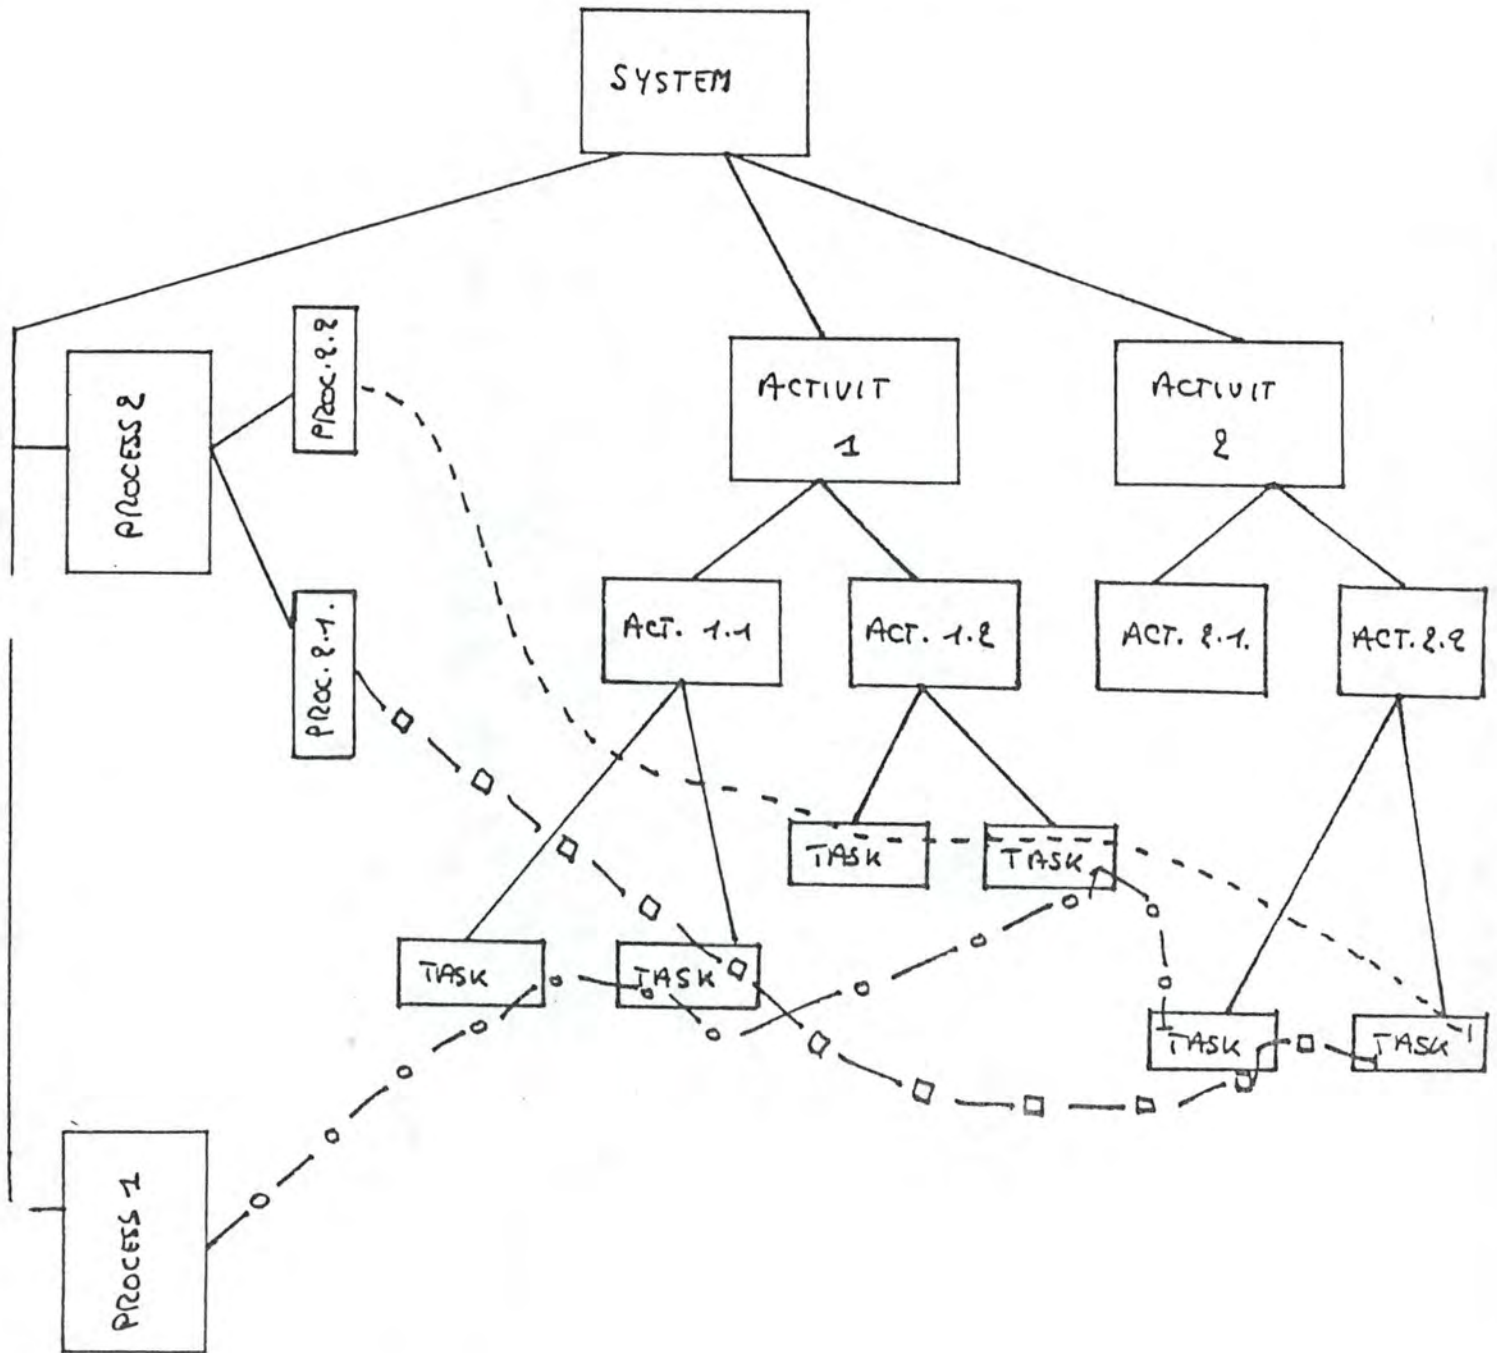 SYSTEM
PROC. 2.2
PROCESS 2
ACTIVIT
1
ACTIVIT
2
PROC. 2.1.
ACT. 1.1
ACT. 1.2
ACT. 2.1.
ACT. 2.2
TASK
TASK
TASK
TASK
TASK
TASK
PROCESS 1